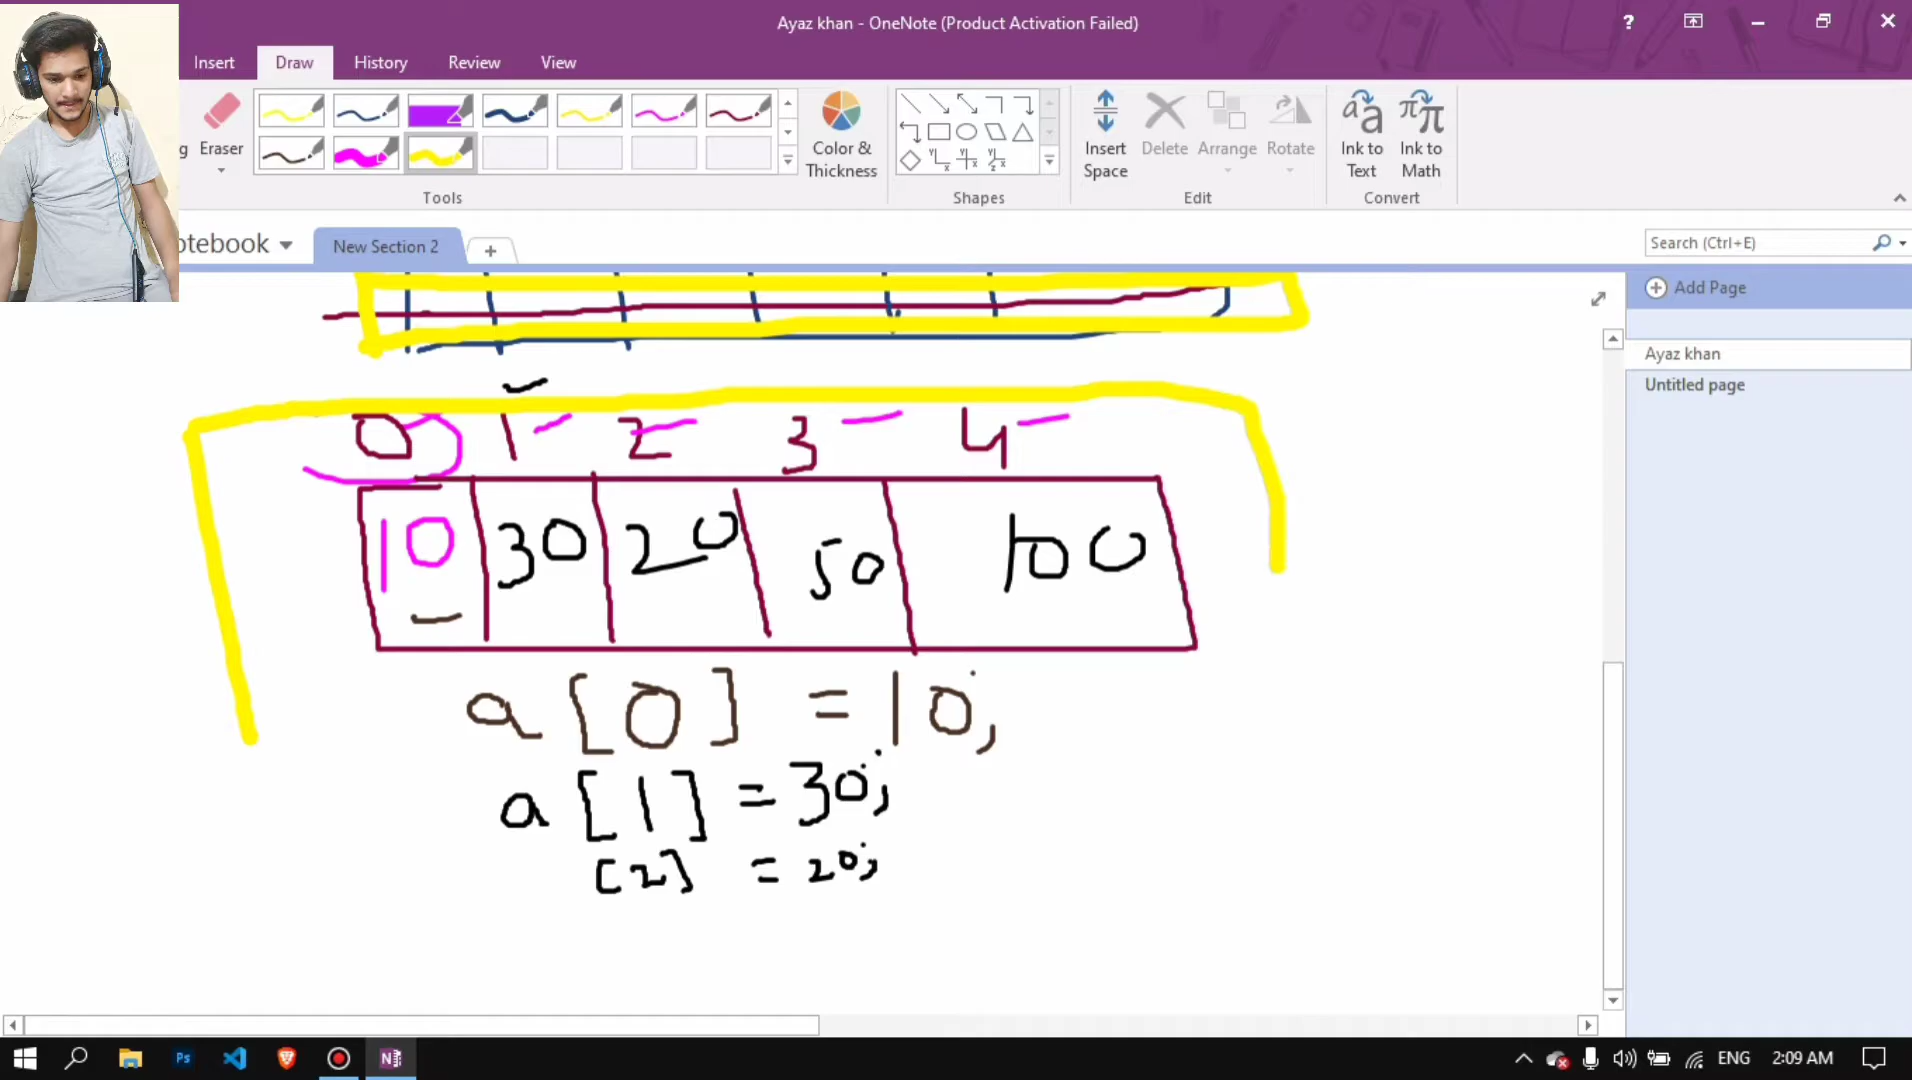 Ayaz khan - OneNote (Product Activation Failed)
?
Insert Draw History Review View
Eraser
Color & Thickness
Insert Space
Delete
Arrange
Rotate
Ink to Text
Ink to Math
Tools
Shapes
Edit
Convert
otebook
New Section 2
Search (Ctrl+E)
Add Page
Ayaz khan
Untitled page
0 1 2 3 4
10 30 20 50 100
a [0] = 10;
a [1] = 30;
[2] = 20;
Ps
N
ENG
2:09 AM